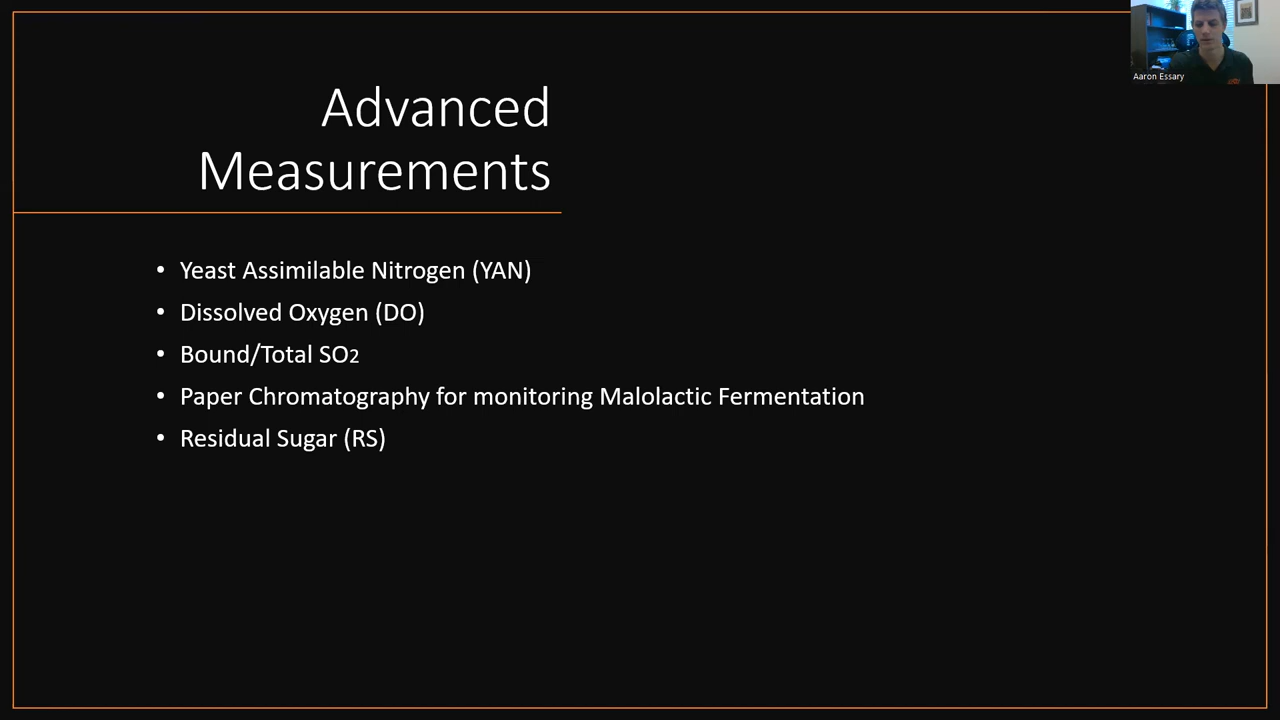 Aaron Essary
Advanced
Measurements
• Yeast Assimilable Nitrogen (YAN)
• Dissolved Oxygen (DO)
• Bound/Total SO2
• Paper Chromatography for monitoring Malolactic Fermentation
• Residual Sugar (RS)